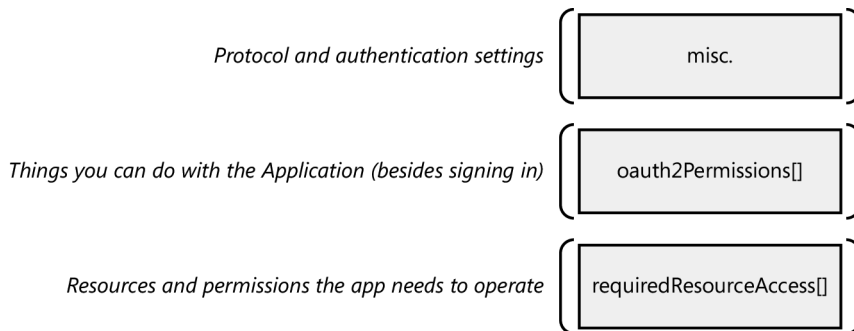 Protocol and authentication settings misc.
Things you can do with the Application (besides signing in) oauth2Permissions[]
Resources and permissions the app needs to operate requiredResourceAccess[]